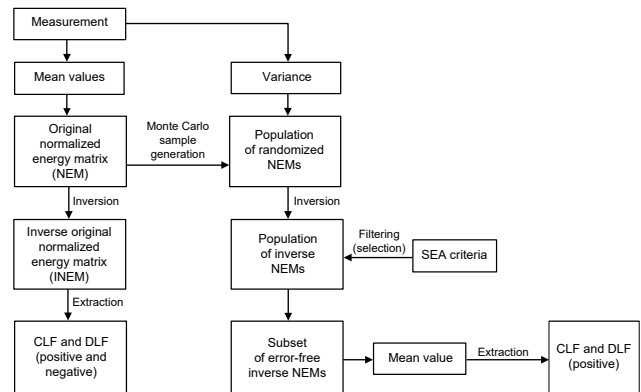 Measurement
Mean values
Variance
Original
normalized
energy matrix
(NEM)
Monte Carlo
sample
generation
Population
of randomized
NEMs
Inversion
Inversion
Inverse original
normalized
energy matrix
(INEM)
Population
of inverse
NEMs
Filtering
(selection)
SEA criteria
Extraction
CLF and DLF
(positive and
negative)
Subset
of error-free
inverse NEMs
Mean value
Extraction
CLF and DLF
(positive)